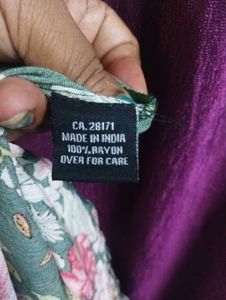 CA. 28171
MADE IN INDIA
100% RAYON
OVER FOR CARE